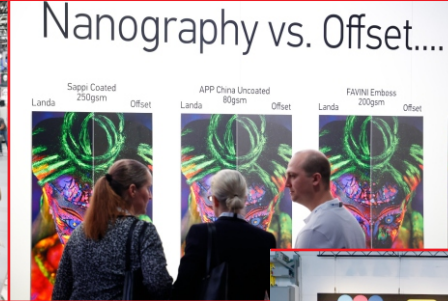 Nanography vs. Offset....
Sappi Coated
250gsm
Landa Offset
APP China Uncoated
80gsm
Landa Offset
FAVINI Emboss
200gsm
Landa Offset